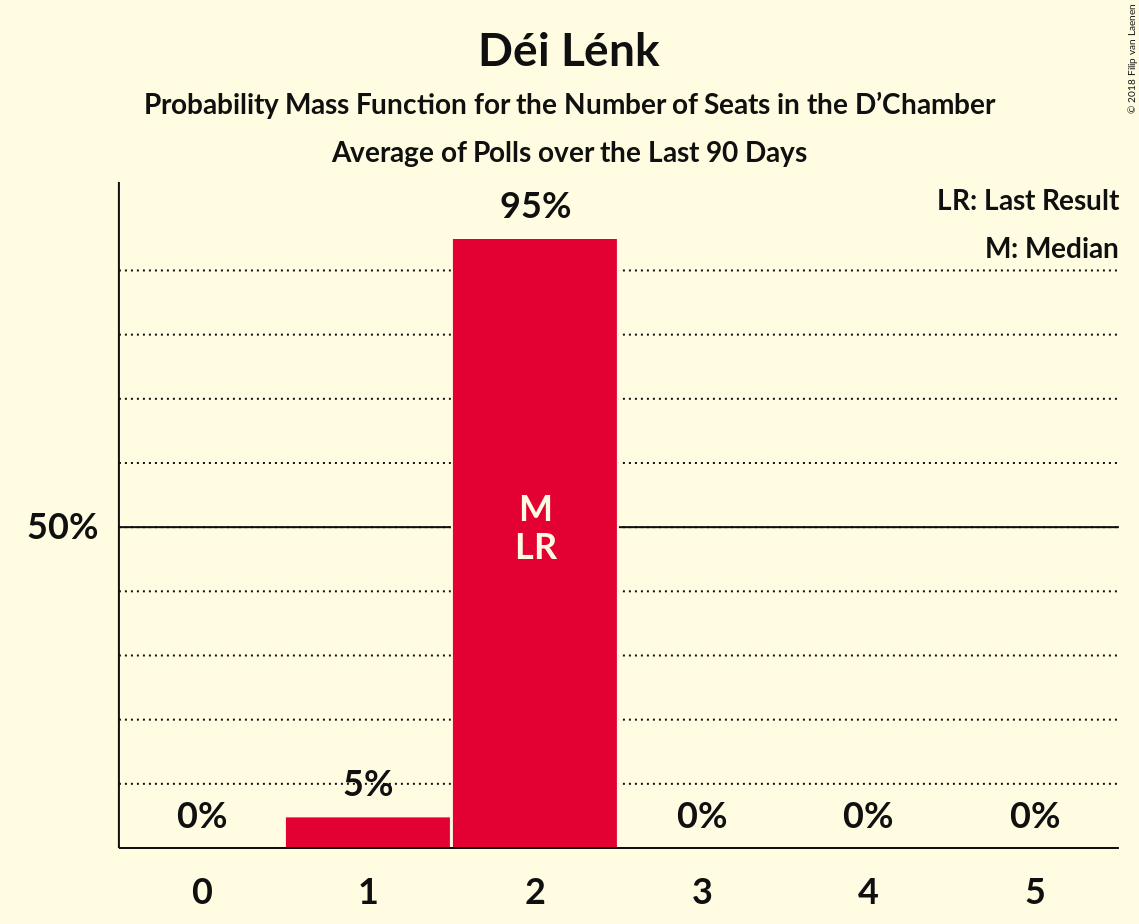 Déi Lénk
Probability Mass Function for the Number of Seats in the D’Chamber
Average of Polls over the Last 90 Days
© 2018 Filip van Laenen
LR: Last Result
M: Median
95%
50%
M
LR
5%
0%
0%
0%
0%
0
1
2
3
4
5